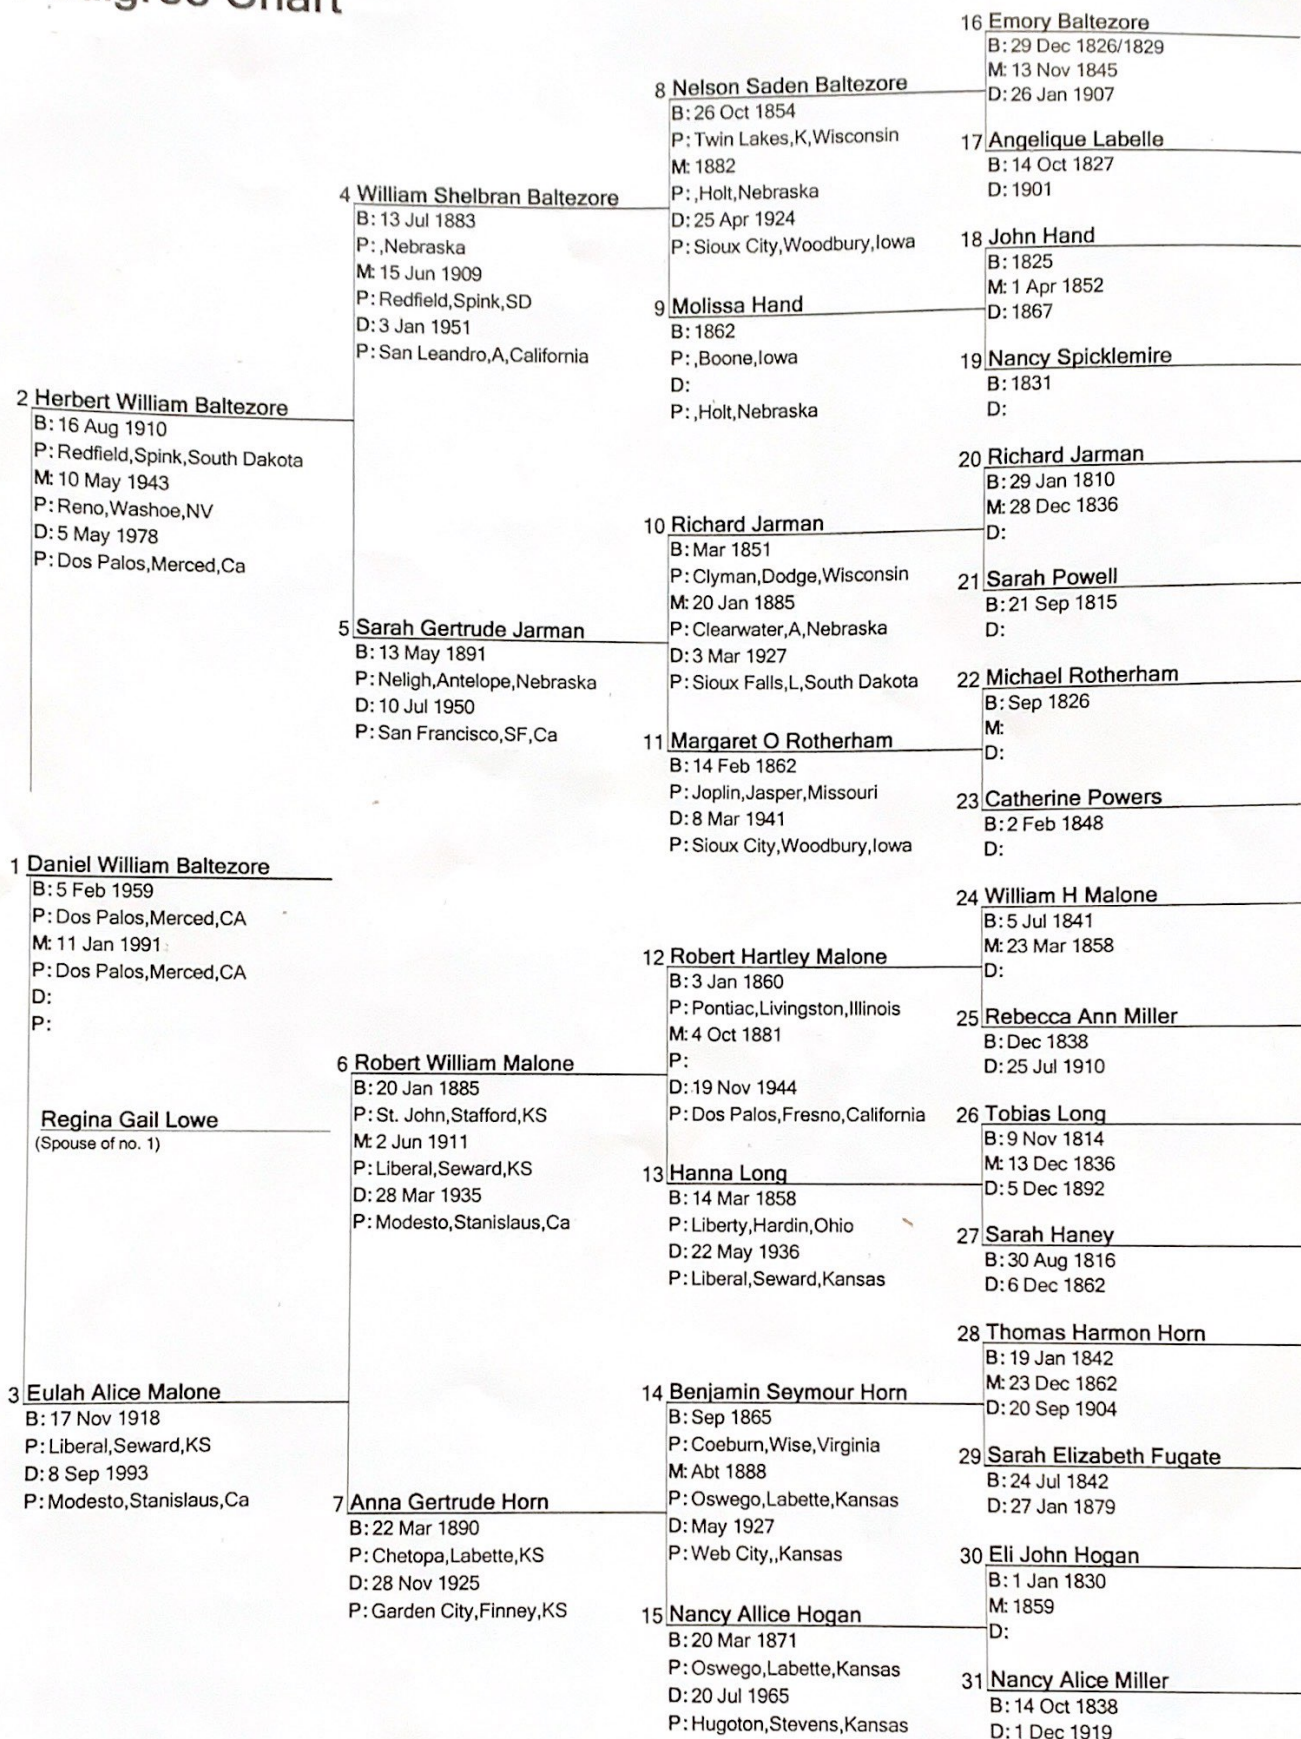 Chart
16 Emory Baltezore
B: 29 Dec 1826/1829
M: 13 Nov 1845
D: 26 Jan 1907
8 Nelson Saden Baltezore
B: 26 Oct 1854
P: Twin Lakes,K,Wisconsin
M: 1882
P: ,Holt,Nebraska
D: 25 Apr 1924
P: Sioux City,Woodbury,Iowa
17 Angelique Labelle
B: 14 Oct 1827
D: 1901
4 William Shelbran Baltezore
B: 13 Jul 1883
P: ,Nebraska
M: 15 Jun 1909
P: Redfield,Spink,SD
D: 3 Jan 1951
P: San Leandro,A,California
18 John Hand
B: 1825
M: 1 Apr 1852
D: 1867
9 Molissa Hand
B: 1862
P: ,Boone,Iowa
D:
P: ,Holt,Nebraska
19 Nancy Spicklemire
B: 1831
D:
2 Herbert William Baltezore
B: 16 Aug 1910
P: Redfield,Spink,South Dakota
M: 10 May 1943
P: Reno,Washoe,NV
D: 5 May 1978
P: Dos Palos,Merced,Ca
20 Richard Jarman
B: 29 Jan 1810
M: 28 Dec 1836
D:
10 Richard Jarman
B: Mar 1851
P: Clyman,Dodge,Wisconsin
M: 20 Jan 1885
P: Clearwater,A,Nebraska
D: 3 Mar 1927
P: Sioux Falls,L,South Dakota
21 Sarah Powell
B: 21 Sep 1815
D:
5 Sarah Gertrude Jarman
B: 13 May 1891
P: Neligh,Antelope,Nebraska
D: 10 Jul 1950
P: San Francisco,SF,Ca
22 Michael Rotherham
B: Sep 1826
M:
D:
11 Margaret O Rotherham
B: 14 Feb 1862
P: Joplin,Jasper,Missouri
D: 8 Mar 1941
P: Sioux City,Woodbury,Iowa
23 Catherine Powers
B: 2 Feb 1848
D:
1 Daniel William Baltezore
B: 5 Feb 1959
P: Dos Palos,Merced,CA
M: 11 Jan 1991
P: Dos Palos,Merced,CA
D:
P:
24 William H Malone
B: 5 Jul 1841
M: 23 Mar 1858
D:
12 Robert Hartley Malone
B: 3 Jan 1860
P: Pontiac,Livingston,Illinois
M: 4 Oct 1881
P:
D: 19 Nov 1944
P: Dos Palos,Fresno,California
25 Rebecca Ann Miller
B: Dec 1838
D: 25 Jul 1910
6 Robert William Malone
B: 20 Jan 1885
P: St. John,Stafford,KS
M: 2 Jun 1911
P: Liberal,Seward,KS
D: 28 Mar 1935
P: Modesto,Stanislaus,Ca
Regina Gail Lowe
(Spouse of no. 1)
26 Tobias Long
B: 9 Nov 1814
M: 13 Dec 1836
D: 5 Dec 1892
13 Hanna Long
B: 14 Mar 1858
P: Liberty,Hardin,Ohio
D: 22 May 1936
P: Liberal,Seward,Kansas
27 Sarah Haney
B: 30 Aug 1816
D: 6 Dec 1862
28 Thomas Harmon Horn
B: 19 Jan 1842
M: 23 Dec 1862
D: 20 Sep 1904
3 Eulah Alice Malone
B: 17 Nov 1918
P: Liberal,Seward,KS
D: 8 Sep 1993
P: Modesto,Stanislaus,Ca
14 Benjamin Seymour Horn
B: Sep 1865
P: Coeburn,Wise,Virginia
M: Abt 1888
P: Oswego,Labette,Kansas
D: May 1927
P: Web City,,Kansas
29 Sarah Elizabeth Fugate
B: 24 Jul 1842
D: 27 Jan 1879
7 Anna Gertrude Horn
B: 22 Mar 1890
P: Chetopa,Labette,KS
D: 28 Nov 1925
P: Garden City,Finney,KS
30 Eli John Hogan
B: 1 Jan 1830
M: 1859
D:
15 Nancy Allice Hogan
B: 20 Mar 1871
P: Oswego,Labette,Kansas
D: 20 Jul 1965
P: Hugoton,Stevens,Kansas
31 Nancy Alice Miller
B: 14 Oct 1838
D: 1 Dec 1919